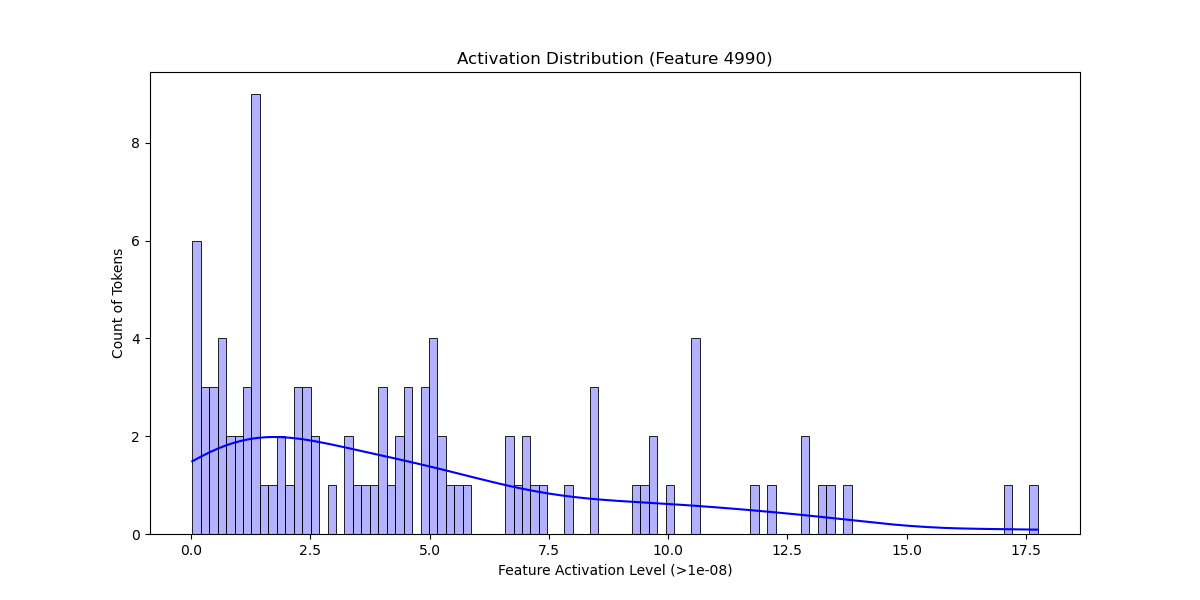 Activation Distribution (Feature 4990)
Count of Tokens
8
6
4
2
0
0.0 2.5 5.0 7.5 10.0 12.5 15.0 17.5
Feature Activation Level (>1e-08)